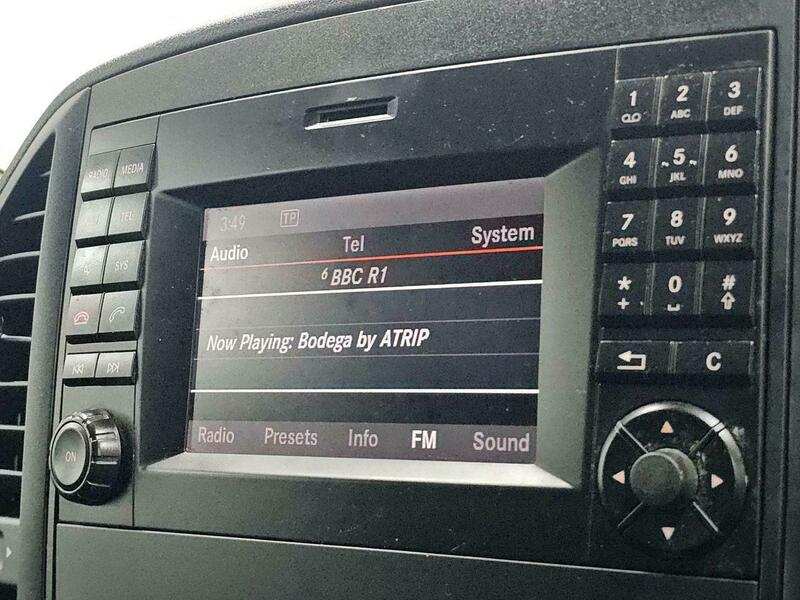 3:49 TP
Audio Tel System
6 BBC R1
Now Playing: Bodega by ATRIP
Radio Presets Info FM Sound
RADIO MEDIA
TEL
SYS
ON
1 2 ABC 3 DEF
4 GHI 5 JKL 6 MNO
7 PQRS 8 TUV 9 WXYZ
* + 0 #
C